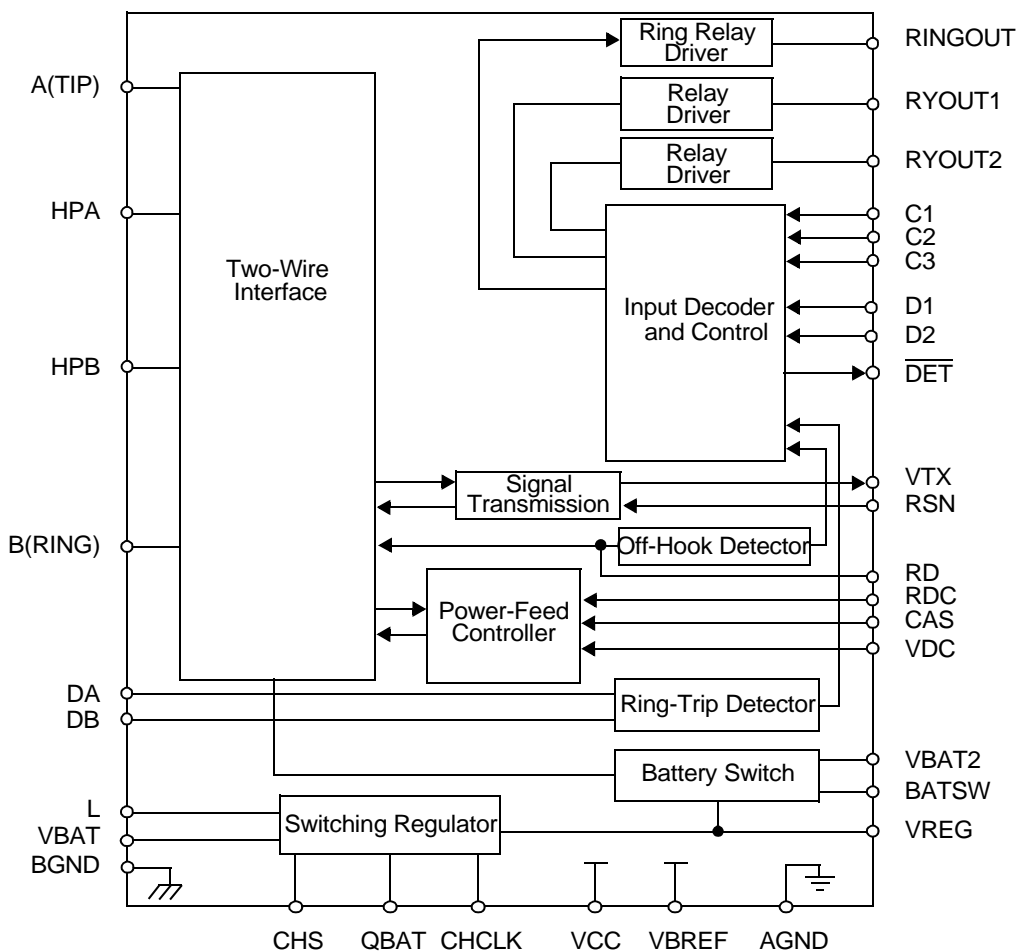 Ring Relay
Driver
RINGOUT
A(TIP)
Relay
Driver
RYOUT1
Relay
Driver
RYOUT2
HPA
C1
C2
C3
Two-Wire
Interface
Input Decoder
and Control
D1
D2
HPB
DET
Signal
Transmission
VTX
RSN
B(RING)
Off-Hook Detector
RD
RDC
Power-Feed
Controller
CAS
VDC
DA
DB
Ring-Trip Detector
Battery Switch
VBAT2
BATSW
L
VBAT
BGND
Switching Regulator
VREG
CHS
QBAT
CHCLK
VCC
VBREF
AGND